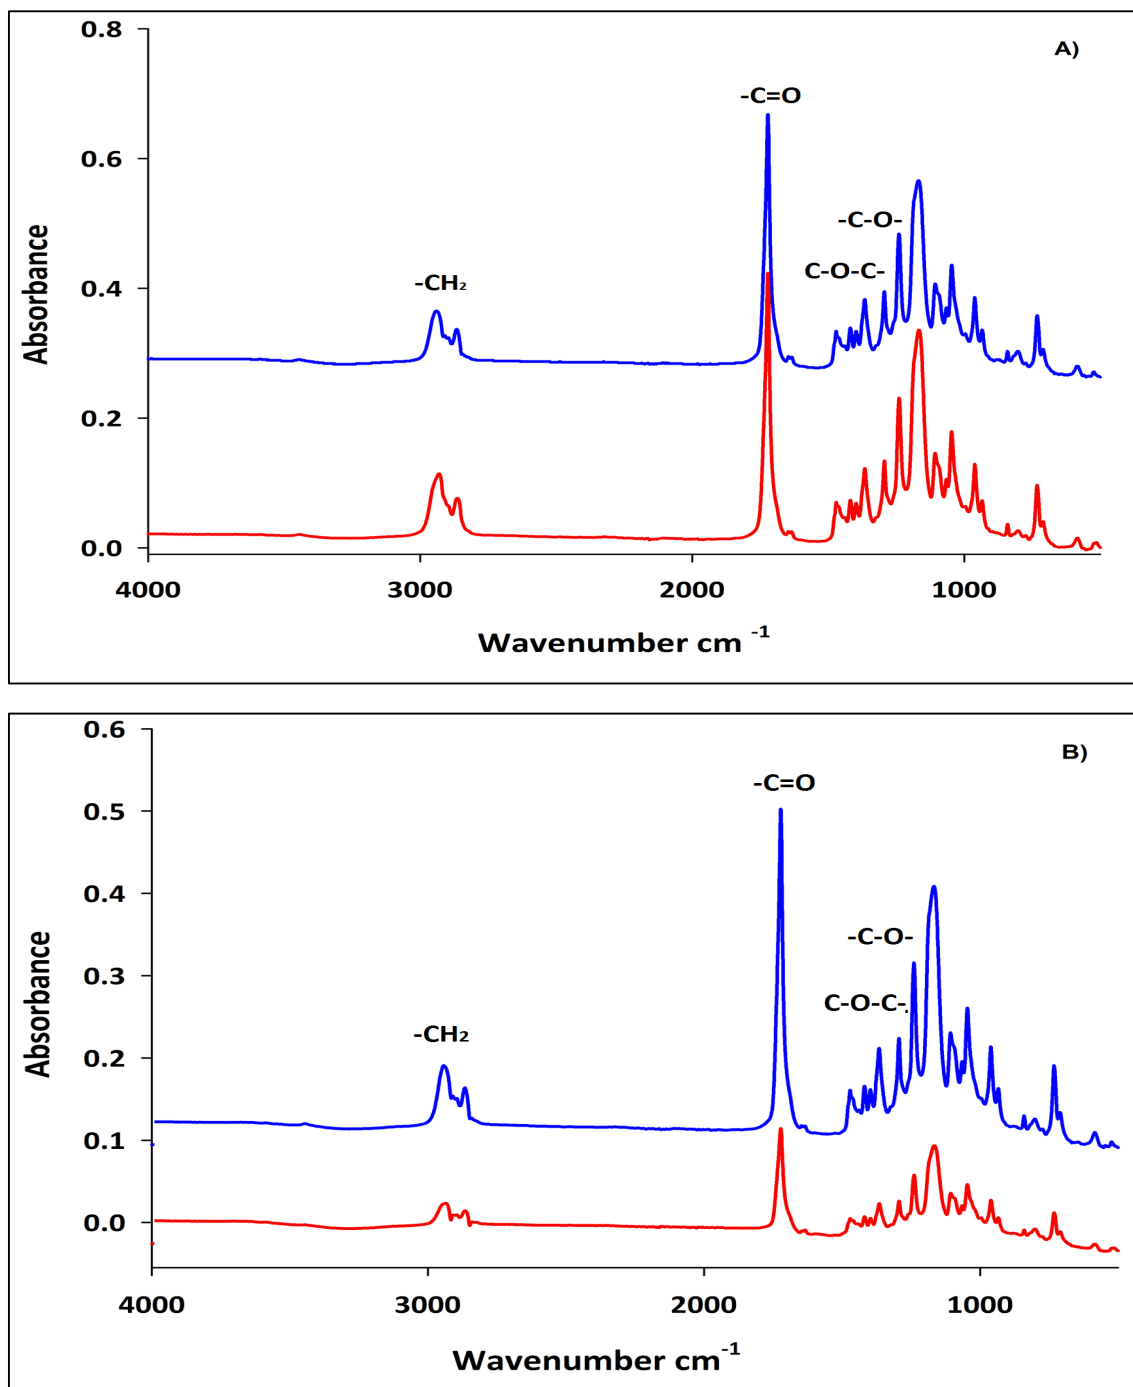 A)
0.8
-C=O
0.6
-C-O-
C-O-C-
-CH₂
0.4
0.2
0.0
Absorbance
4000 3000 2000 1000
Wavenumber cm ⁻¹
B)
0.6
-C=O
0.5
0.4
-C-O-
0.3
C-O-C-.
-CH₂
0.2
0.1
0.0
Absorbance
4000 3000 2000 1000
Wavenumber cm⁻¹